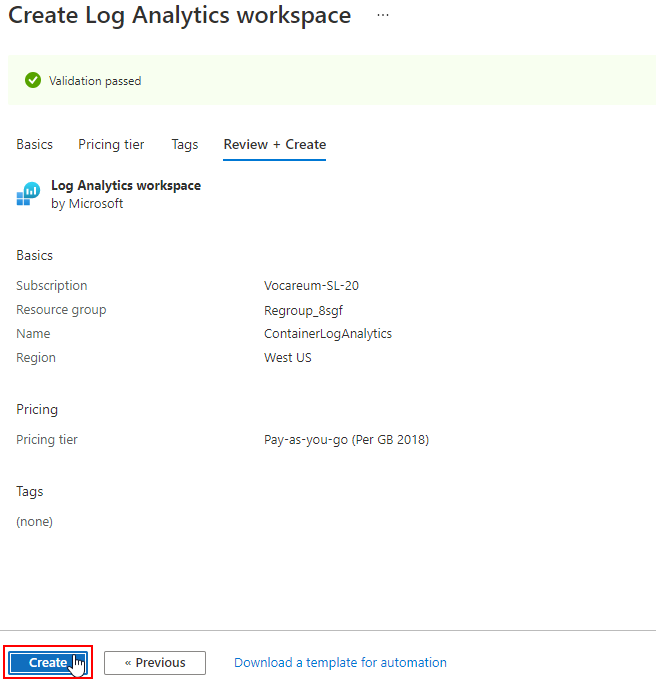 Create Log Analytics workspace ...
Validation passed
Basics Pricing tier Tags Review + Create
Log Analytics workspace
by Microsoft
Basics
Subscription Vocareum-SL-20
Resource group Regroup_8sgf
Name ContainerLogAnalytics
Region West US
Pricing
Pricing tier Pay-as-you-go (Per GB 2018)
Tags
(none)
Create « Previous Download a template for automation